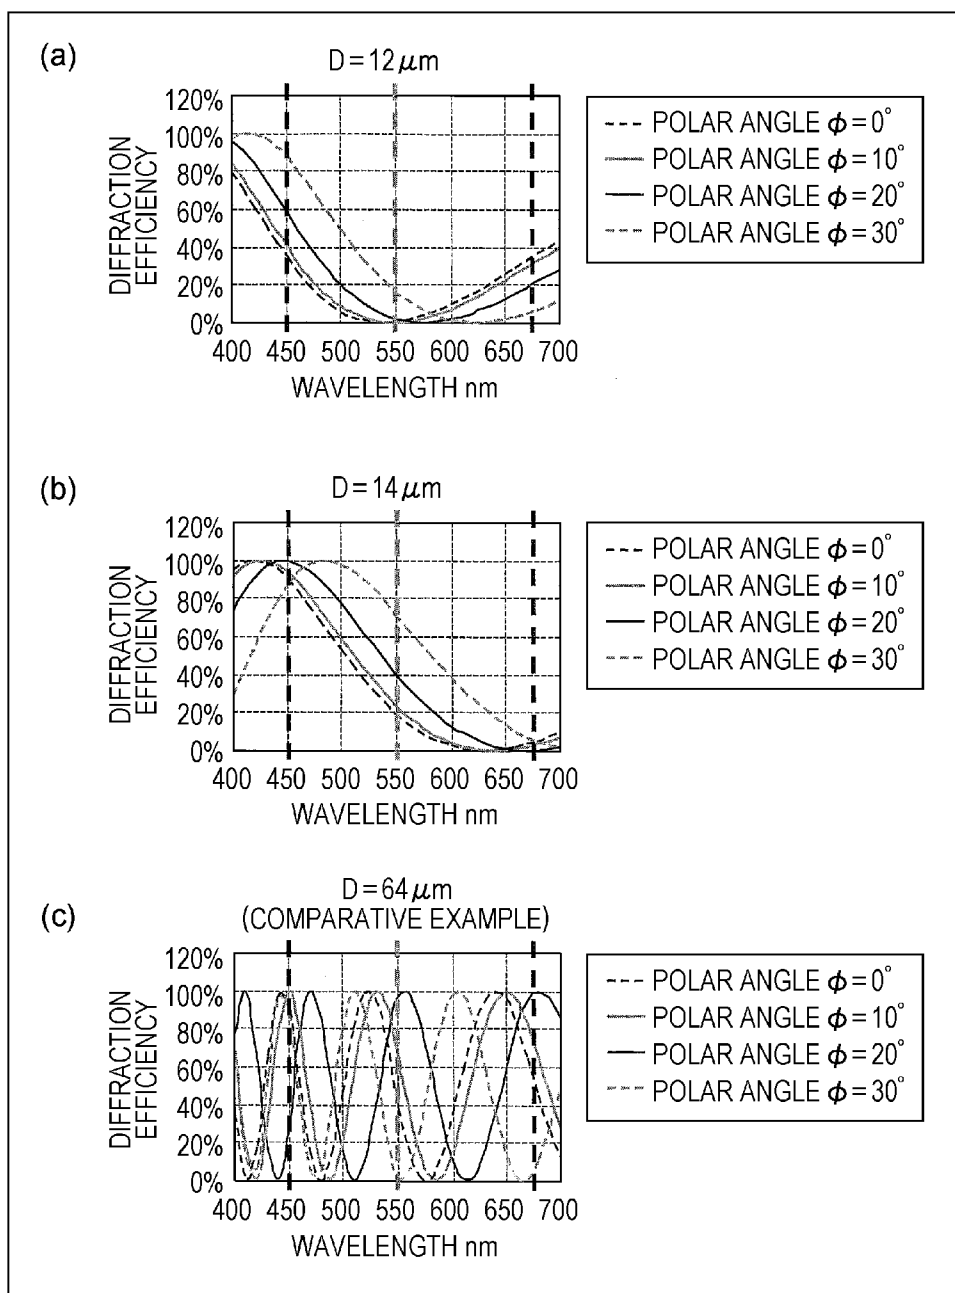 (a)
D=12μm
120%
100%
80%
60%
40%
20%
0%
DIFFRACTION
EFFICIENCY
400 450 500 550 600 650 700
WAVELENGTH nm
POLAR ANGLE ϕ=0°
POLAR ANGLE ϕ=10°
POLAR ANGLE ϕ=20°
POLAR ANGLE ϕ=30°
(b)
D=14μm
120%
100%
80%
60%
40%
20%
0%
DIFFRACTION
EFFICIENCY
400 450 500 550 600 650 700
WAVELENGTH nm
POLAR ANGLE ϕ=0°
POLAR ANGLE ϕ=10°
POLAR ANGLE ϕ=20°
POLAR ANGLE ϕ=30°
(c)
D=64μm
(COMPARATIVE EXAMPLE)
120%
100%
80%
60%
40%
20%
0%
DIFFRACTION
EFFICIENCY
400 450 500 550 600 650 700
WAVELENGTH nm
POLAR ANGLE ϕ=0°
POLAR ANGLE ϕ=10°
POLAR ANGLE ϕ=20°
POLAR ANGLE ϕ=30°